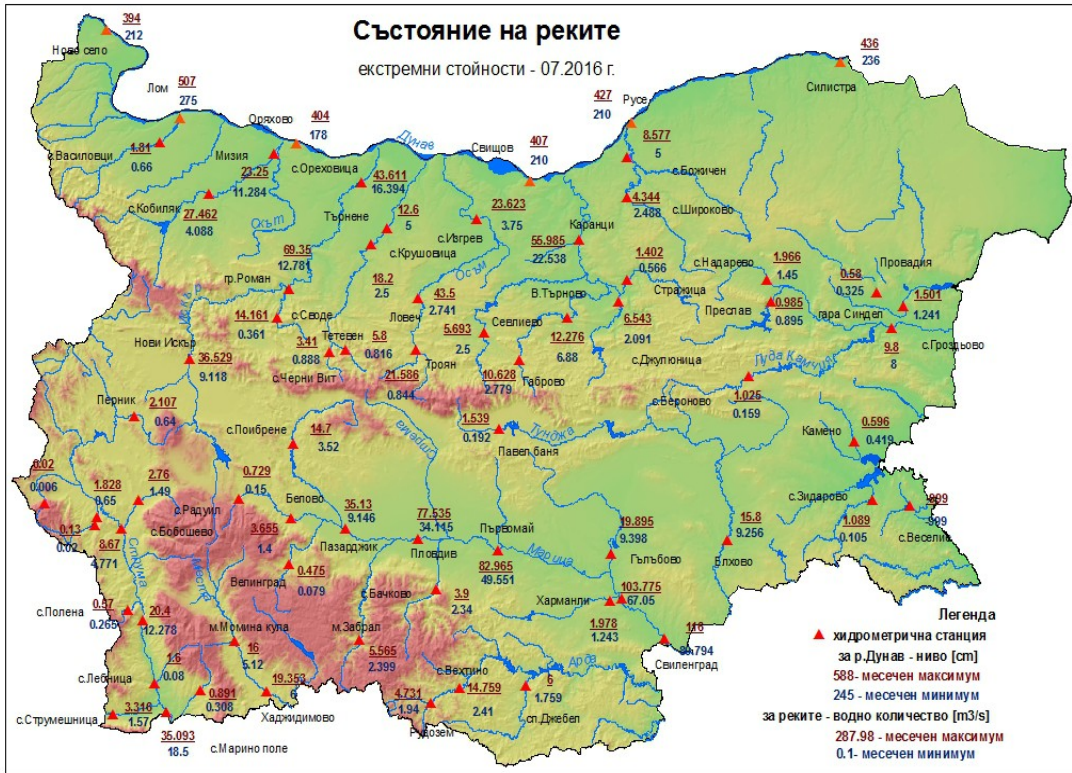 Състояние на реките
екстремни стойности - 07.2016 г.
394
212
Ново село
Лом
507
275
Оряхово
404
178
Дунав
Свищов
407
210
427
210
Русе
436
236
Силистра
с.Василовци
1.81
0.66
Мизия
23.25
11.284
с.Ореховица
43.611
16.394
8.577
5
с.Божичен
с.Кобиляк
27.462
4.088
Скът
Търнене
12.6
5
с.Изгрев
23.623
3.75
Каранци
55.985
22.538
4.344
2.488
с.Широково
с.Крушовица
69.35
12.781
гр.Роман
18.2
2.5
Осъм
1.402
0.566
Стражица
с.Надарево
1.966
1.45
0.58
0.325
Провадия
Искър
14.161
0.361
с.Своде
Ловеч
43.5
2.741
В.Търново
Преслав
0.985
0.895
гара Синдел
1.501
1.241
с.Гроздьово
Нови Искър
36.529
9.118
3.41
0.888
Тетевен
5.8
0.816
5.693
2.5
Севлиево
12.276
6.88
6.543
2.091
с.Джулюница
9.8
8
с.Черни Вит
21.586
0.844
Троян
10.628
2.779
Габрово
Луда Камчия
с.Бероново
1.025
0.159
Перник
2.107
0.64
с.Поибрене
14.7
3.52
Стряма
1.539
0.192
Павел баня
Тунджа
Камено
0.596
0.419
0.02
0.006
1.828
0.65
2.76
1.49
с.Радуил
0.729
0.15
Белово
35.13
9.146
77.535
34.115
Първомай
19.895
9.398
15.8
9.256
с.Зидарово
1.089
0.105
999
999
с.Веселие
0.13
0.02
8.67
4.771
с.Бобошево
3.655
1.4
Пазарджик
Пловдив
82.965
49.551
Марица
Гълъбово
Елхово
Струма
Места
Велинград
0.475
0.079
с.Бачково
3.9
2.34
Харманли
103.775
67.05
1.978
1.243
с.Полена
0.57
0.265
20.4
12.278
м.Момина кула
16
5.12
м.Забрал
5.565
2.399
Свиленград
с.Лебница
1.6
0.08
с.Вехтино
14.759
2.41
Арда
6
1.759
сп.Джебел
с.Струмешница
3.316
1.57
0.891
0.308
19.353
6
Хаджидимово
4.731
1.94
Рудозем
35.093
18.5
с.Марино поле
Легенда
хидрометрична станция
за р.Дунав - ниво [cm]
588- месечен максимум
245 - месечен минимум
за реките - водно количество [m3/s]
287.98 - месечен максимум
0.1- месечен минимум